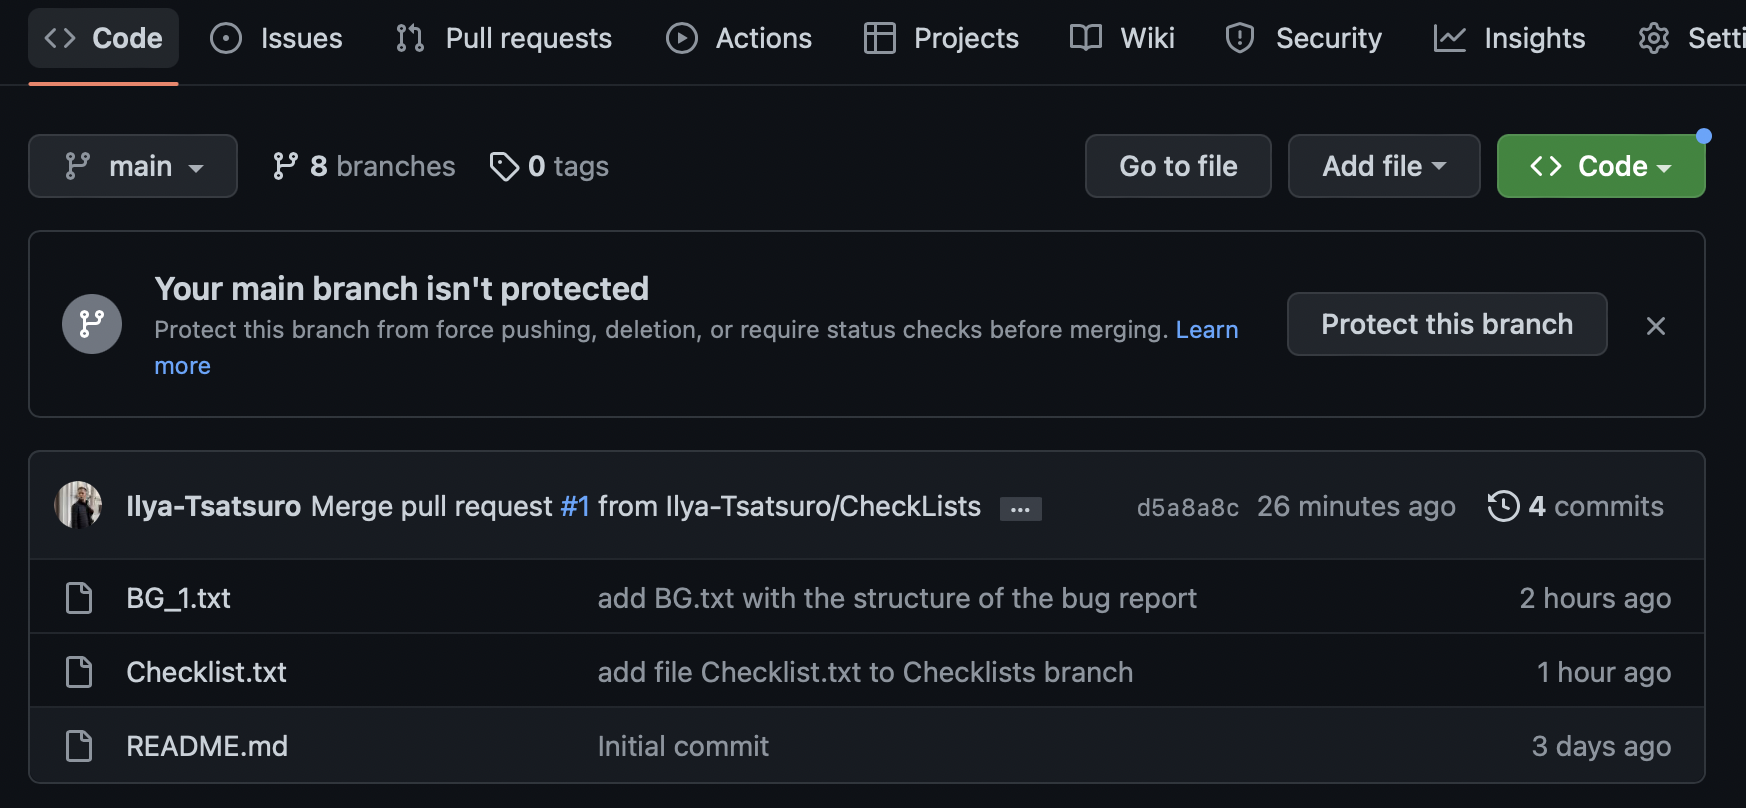 Code Issues Pull requests Actions Projects Wiki Security Insights Setti
main 8 branches 0 tags Go to file Add file Code
Your main branch isn't protected
Protect this branch from force pushing, deletion, or require status checks before merging. Learn
more
Protect this branch
Ilya-Tsatsuro Merge pull request #1 from Ilya-Tsatsuro/CheckLists ... d5a8a8c 26 minutes ago 4 commits
BG_1.txt add BG.txt with the structure of the bug report 2 hours ago
Checklist.txt add file Checklist.txt to Checklists branch 1 hour ago
README.md Initial commit 3 days ago